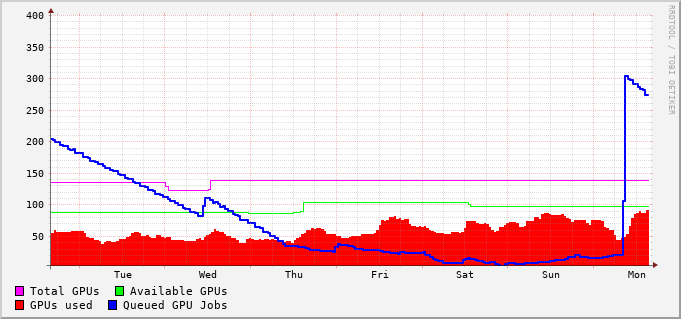 400
350
300
250
200
150
100
50
Tue Wed Thu Fri Sat Sun Mon
Total GPUs Available GPUs
GPUs used Queued GPU Jobs
RRDTOOL / TOBI OETIKER